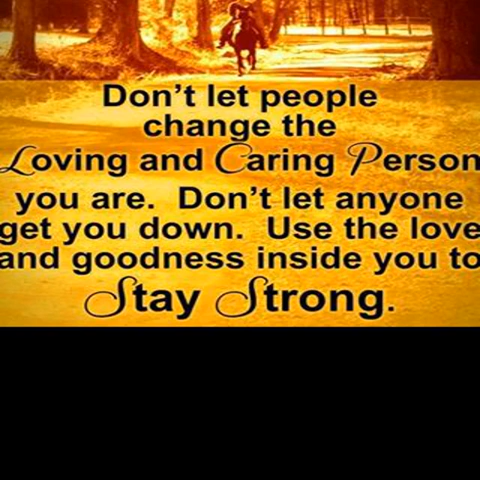 Don't let people
change the
Loving and Caring Person
you are. Don't let anyone
get you down. Use the love
and goodness inside you to
Stay Strong.